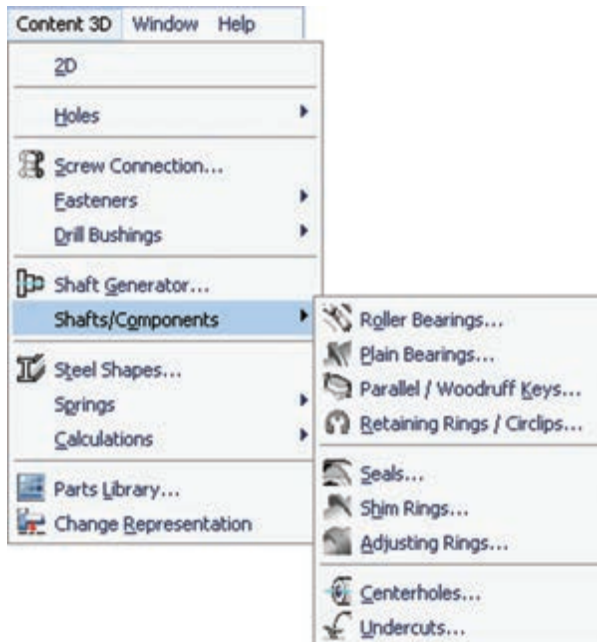 Content 3D Window Help
2D
Holes
Screw Connection...
Fasteners
Drill Bushings
Shaft Generator...
Shafts/Components
Steel Shapes...
Springs
Calculations
Parts Library...
Change Representation
Roller Bearings...
Plain Bearings...
Parallel / Woodruff Keys...
Retaining Rings / Circlips...
Seals...
Shim Rings...
Adjusting Rings...
Centerholes...
Undercuts...